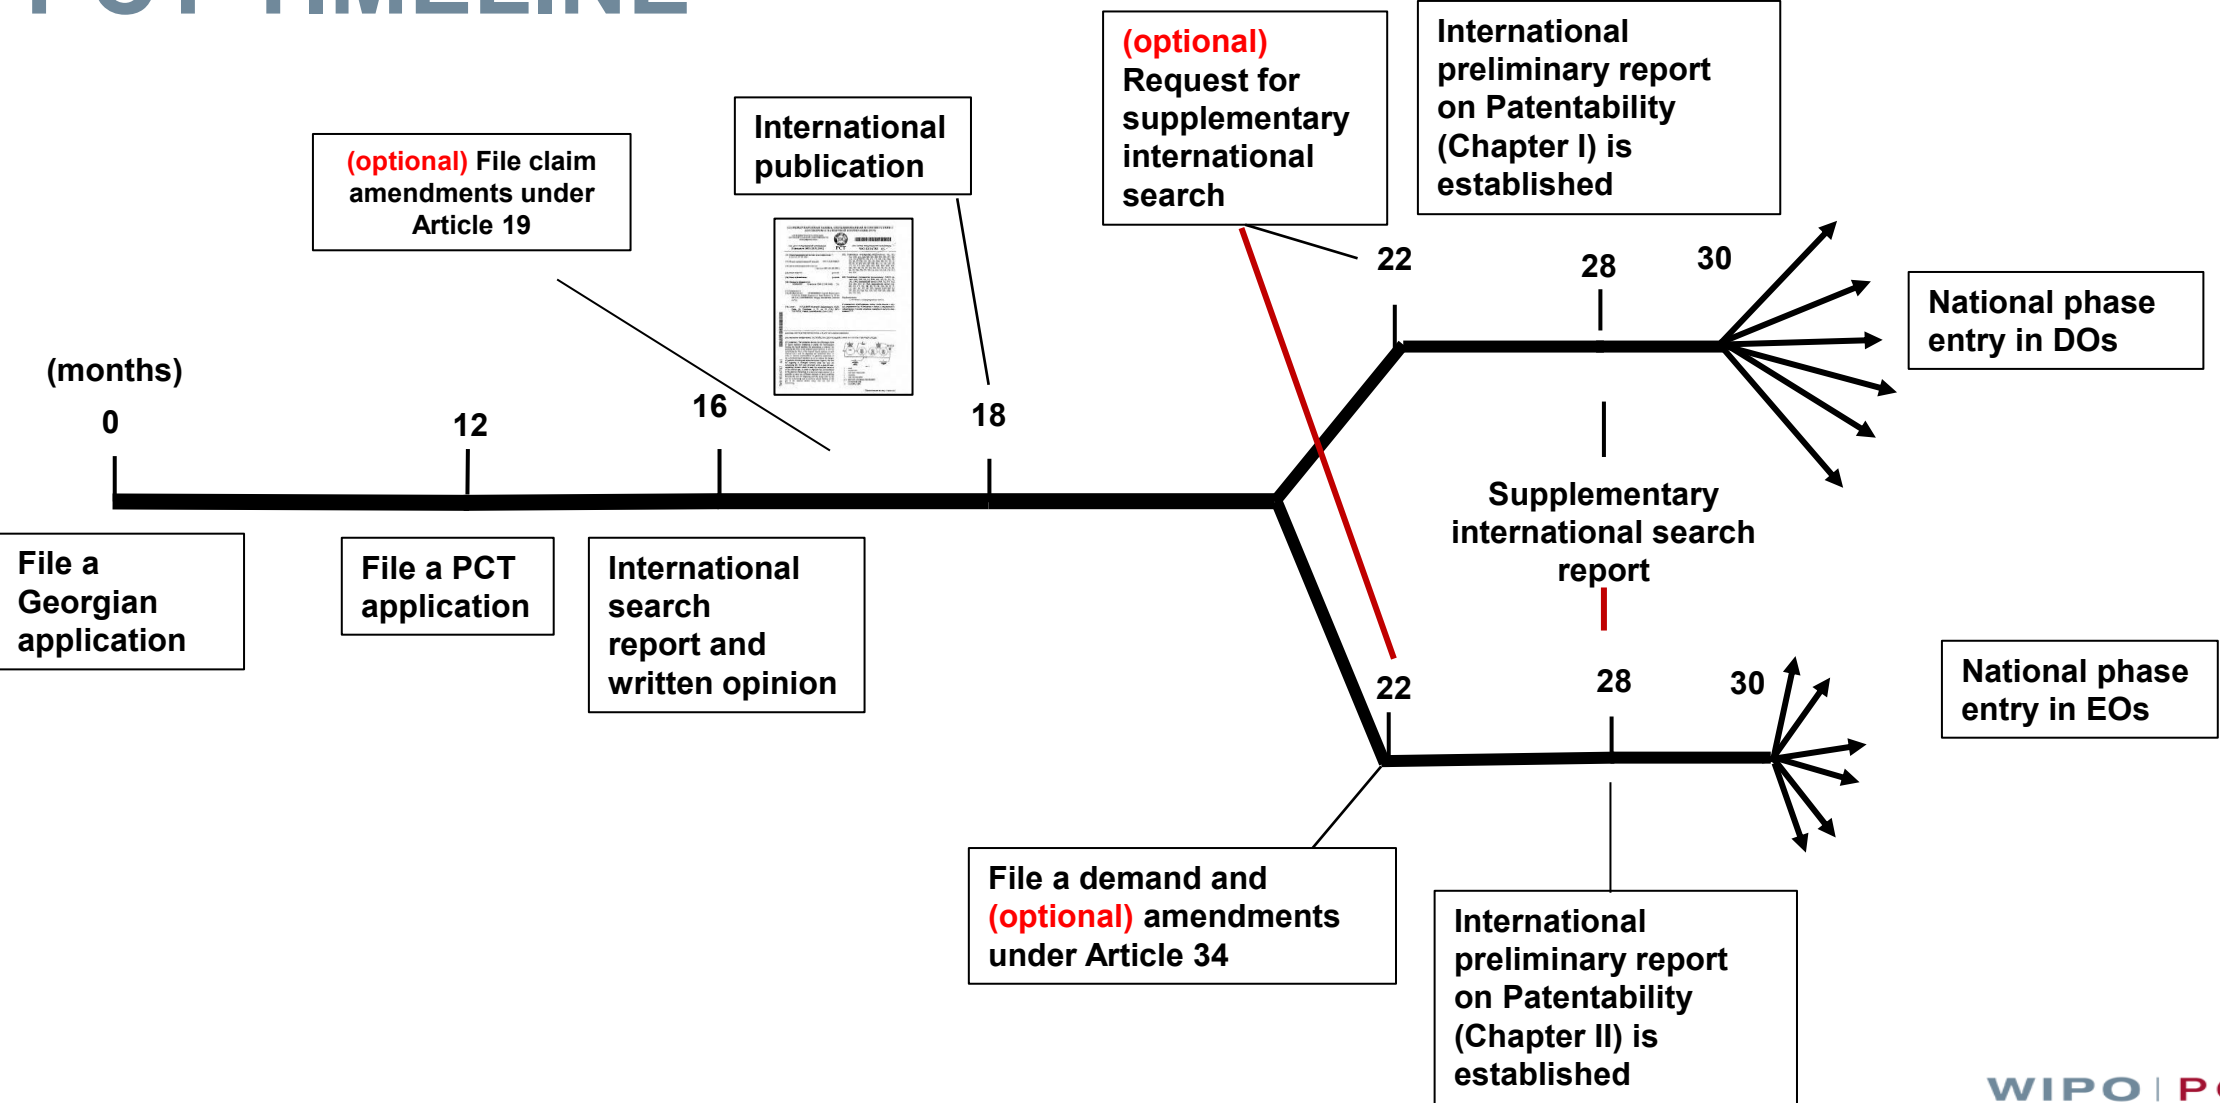 PCT TIMELINE
(optional)
Request for
supplementary
international
search
International
preliminary report
on Patentability
(Chapter I) is
established
International
publication
(optional) File claim
amendments under
Article 19
PCT
22
28
30
National phase
entry in DOs
(months)
0
12
16
18
Supplementary
international search
report
File a
Georgian
application
File a PCT
application
International
search
report and
written opinion
22
28
30
National phase
entry in EOs
File a demand and
(optional) amendments
under Article 34
International
preliminary report
on Patentability
(Chapter II) is
established
WIPO